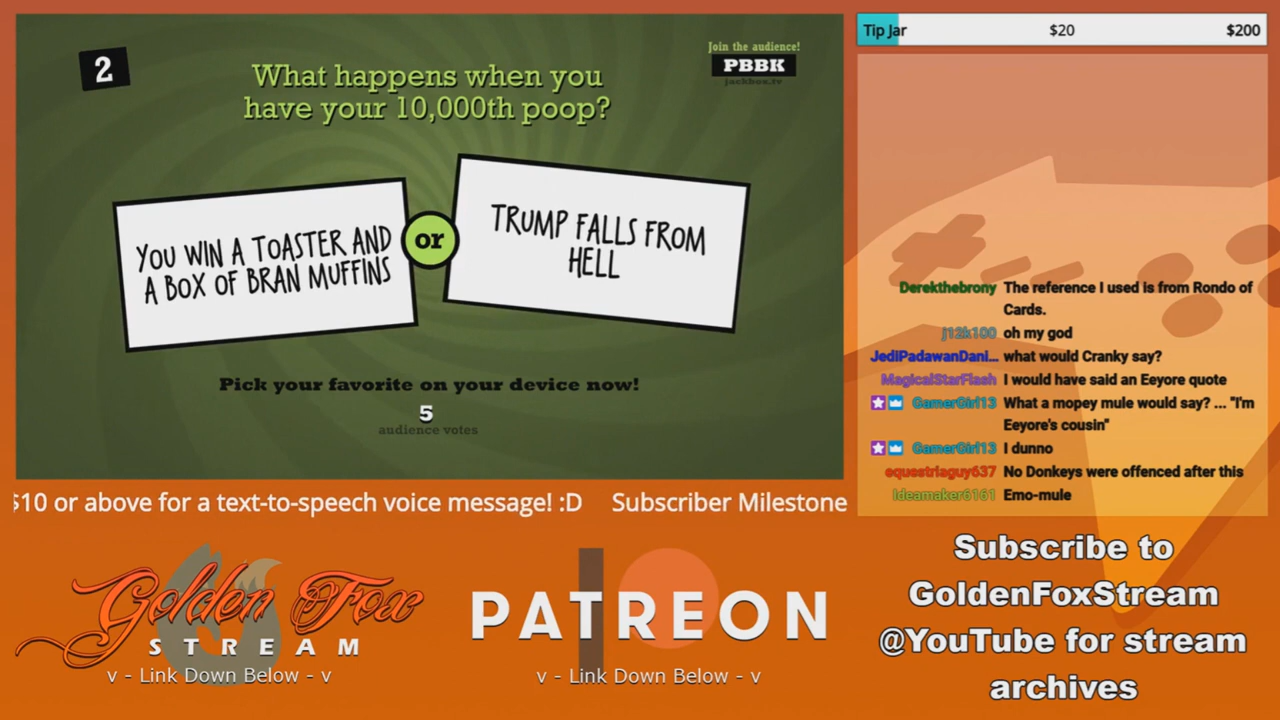 2
Join the audience!
PBBK
jackbox.tv
What happens when you
have your 10,000th poop?
YOU WIN A TOASTER AND
A BOX OF BRAN MUFFINS
or
TRUMP FALLS FROM
HELL
Pick your favorite on your device now!
5
audience votes
Tip Jar $20 $200
Derekthebrony The reference I used is from Rondo of
Cards.
j12k100 oh my god
JediPadawanDani... what would Cranky say?
MagicalStarFlash I would have said an Eeyore quote
GamerGirl13 What a mopey mule would say? ... "I'm
Eeyore's cousin"
GamerGirl13 I dunno
equestriaguy637 No Donkeys were offenced after this
Ideamaker6161 Emo-mule
$10 or above for a text-to-speech voice message! :D Subscriber Milestone
Golden Fox
STREAM
v - Link Down Below - v
PATREON
v - Link Down Below - v
Subscribe to
GoldenFoxStream
@YouTube for stream
archives